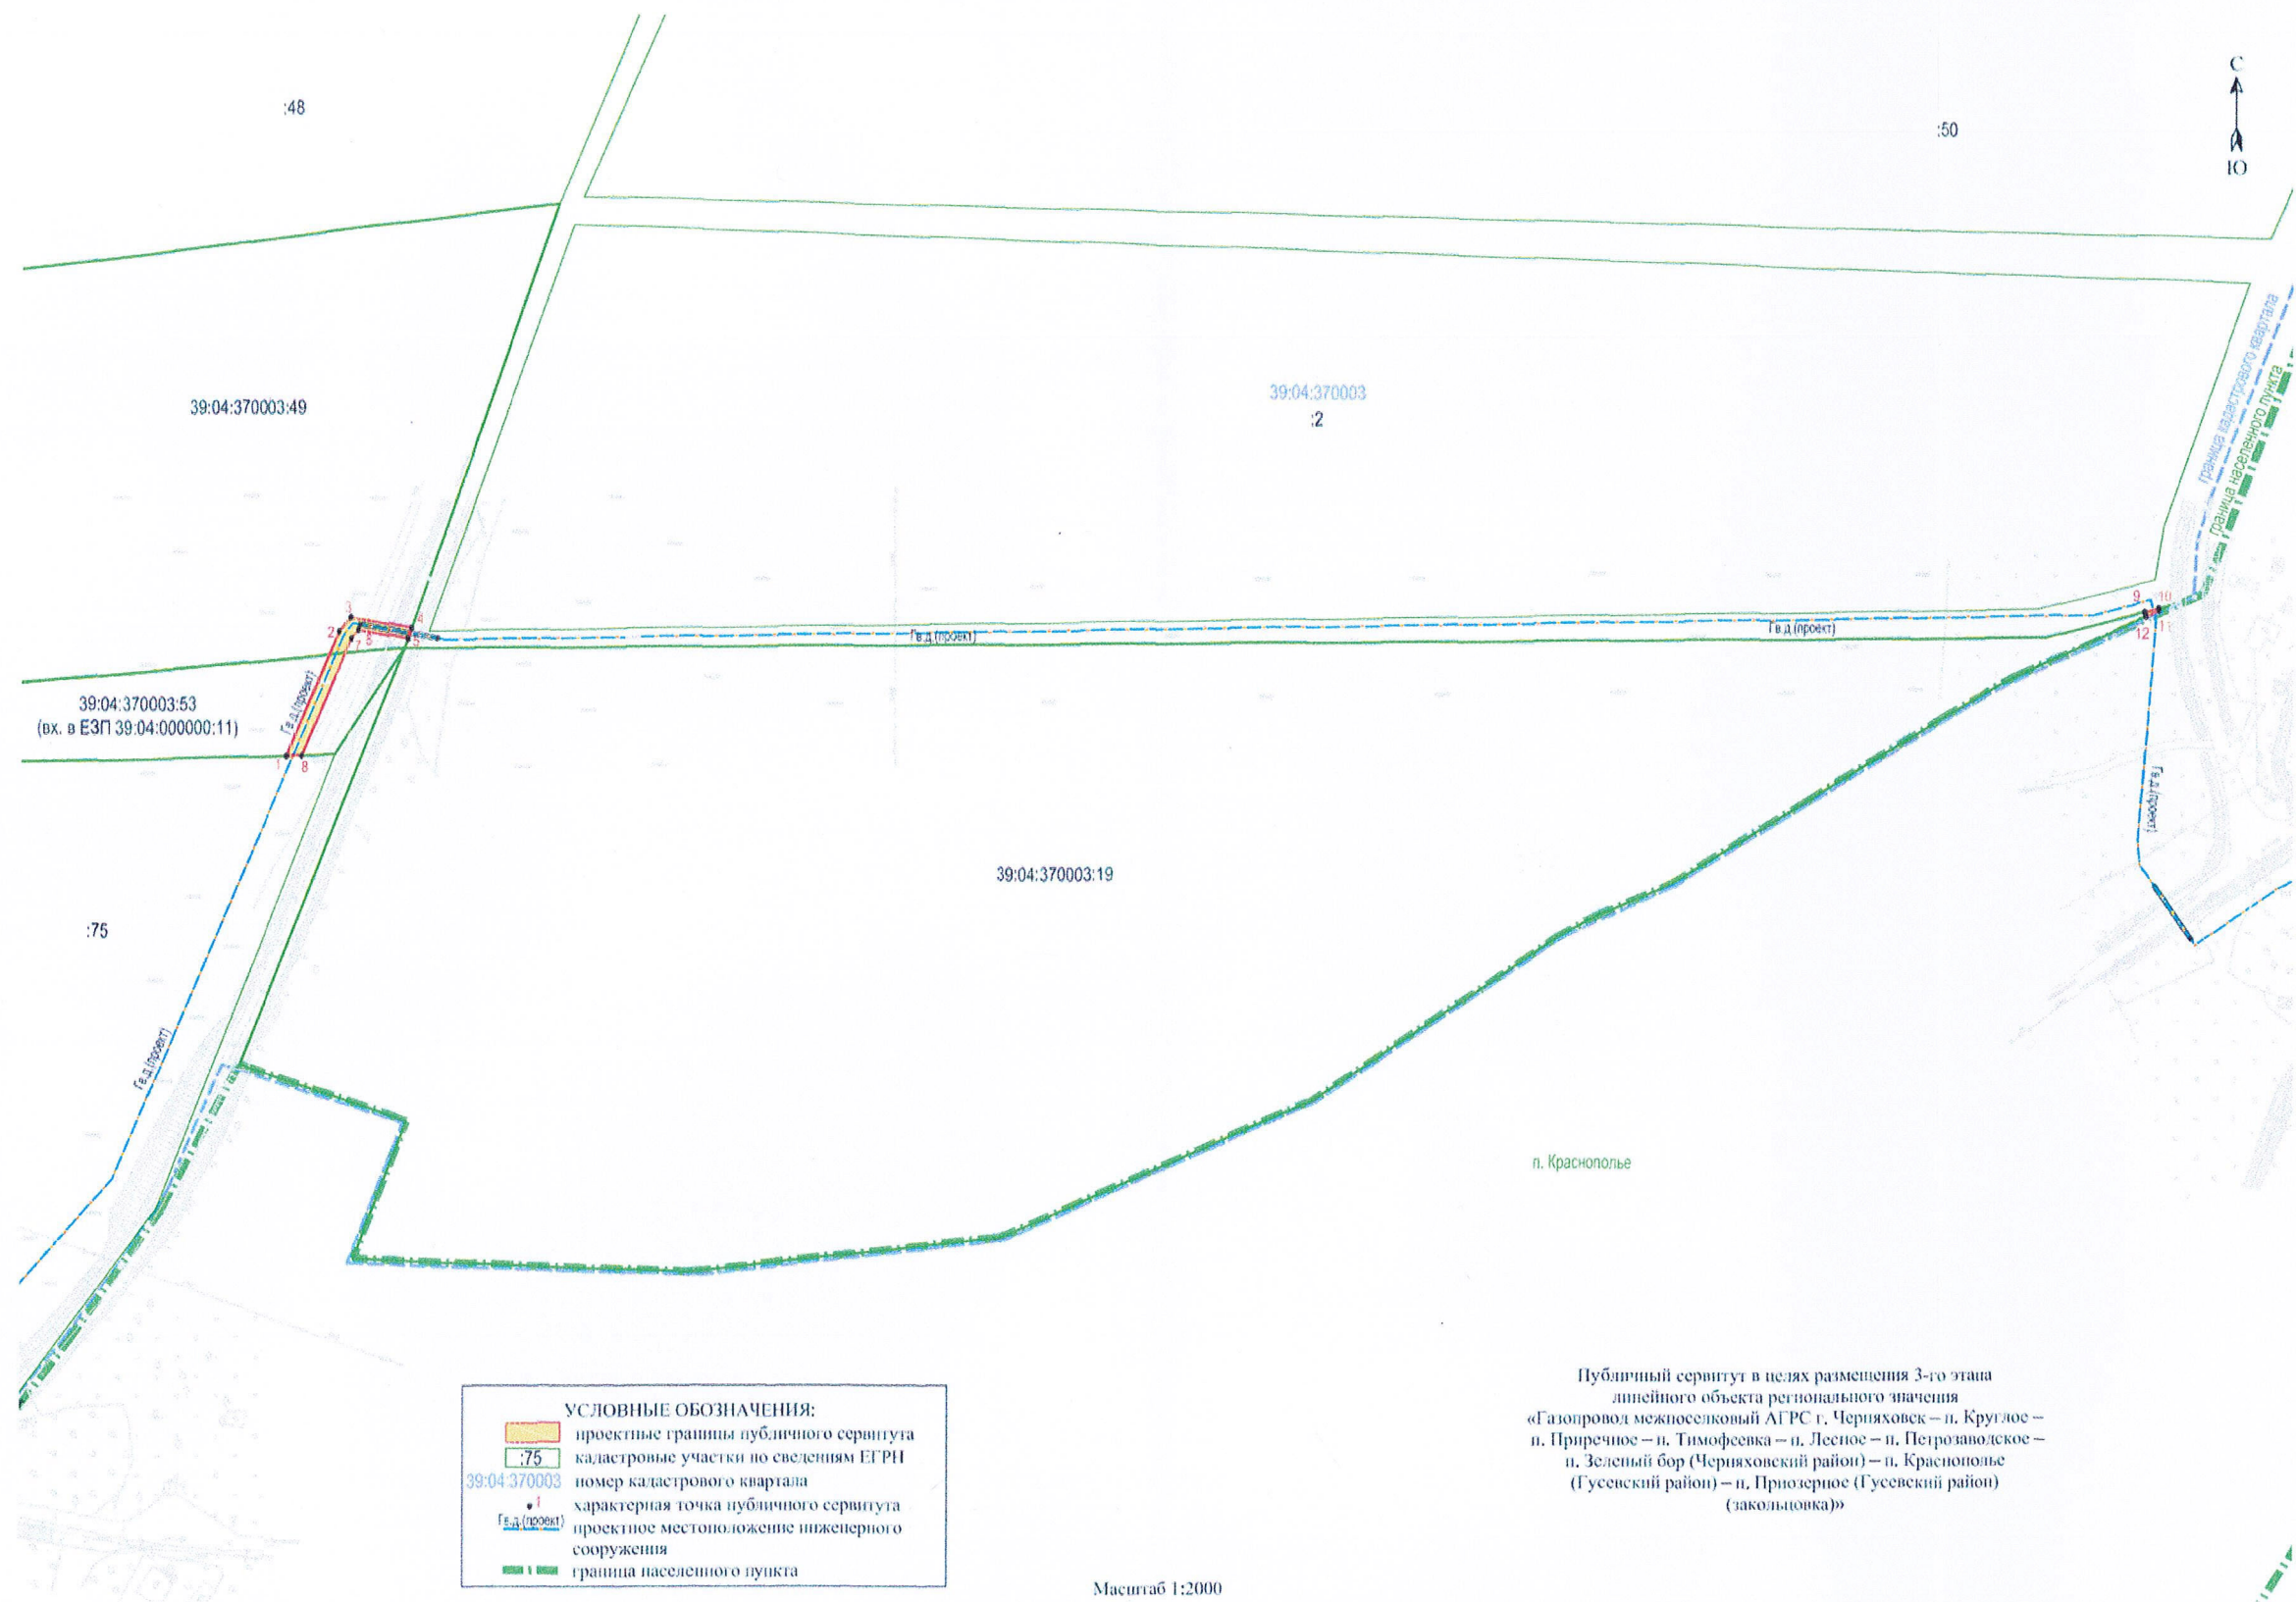 С
Ю
:48
:50
граница кадастрового квартала
граница населенного пункта
39:04:370003:49
39:04:370003
:2
1
2
3
4
5
6
7
8
9
10
11
12
Гв.д.(проект)
Гв.д.(проект)
Гв.д.(проект)
Гв.д.(проект)
Гв.д.(проект)
39:04:370003:53
(вх. в ЕЗП 39:04:000000:11)
39:04:370003:19
:75
п. Краснополье
УСЛОВНЫЕ ОБОЗНАЧЕНИЯ:
проектные границы публичного сервитута
:75 кадастровые участки по сведениям ЕГРН
39:04:370003 номер кадастрового квартала
1 характерная точка публичного сервитута
Гв.д.(проект) проектное местоположение инженерного
сооружения
граница населенного пункта
Масштаб 1:2000
Публичный сервитут в целях размещения 3-го этапа
линейного объекта регионального значения
«Газопровод межпоселковый АГРС г. Черняховск – п. Круглое –
п. Приречное – п. Тимофеевка – п. Лесное – п. Петрозаводское –
п. Зеленый бор (Черняховский район) – п. Краснополье
(Гусевский район) – п. Приозерное (Гусевский район)
(закольцовка)»